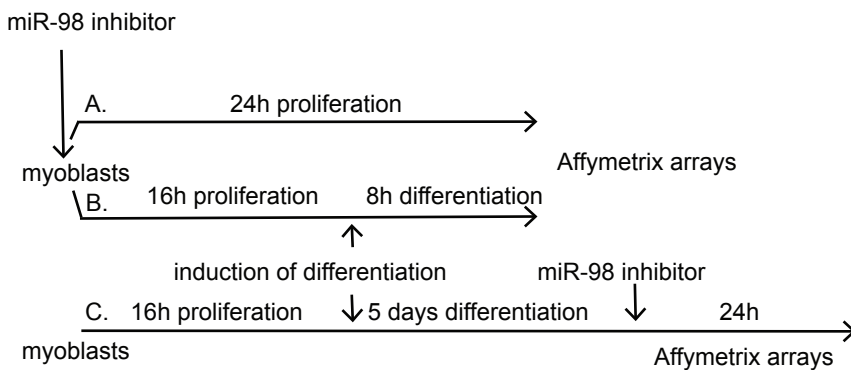 miR-98 inhibitor
A. 24h proliferation
Affymetrix arrays
myoblasts
B. 16h proliferation 8h differentiation
induction of differentiation miR-98 inhibitor
C. 16h proliferation 5 days differentiation 24h
myoblasts
Affymetrix arrays